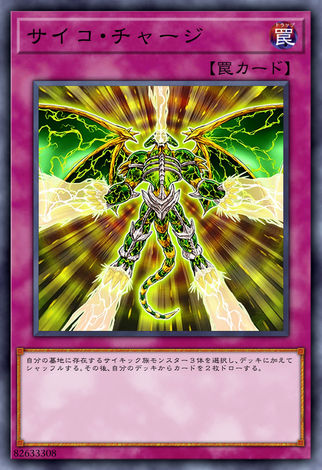 サイコ・チャージ
トラップ
罠
【罠カード】
自分の墓地に存在するサイキック族モンスター3体を選択し、デッキに加えて
シャッフルする。その後、自分のデッキからカードを2枚ドローする。
82633308